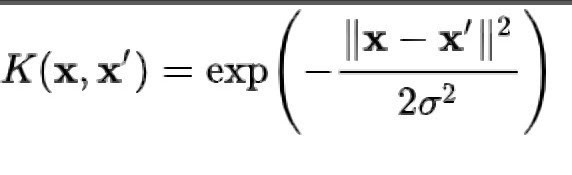 K(x, x′) = exp(−‖x − x′‖² / 2σ²)